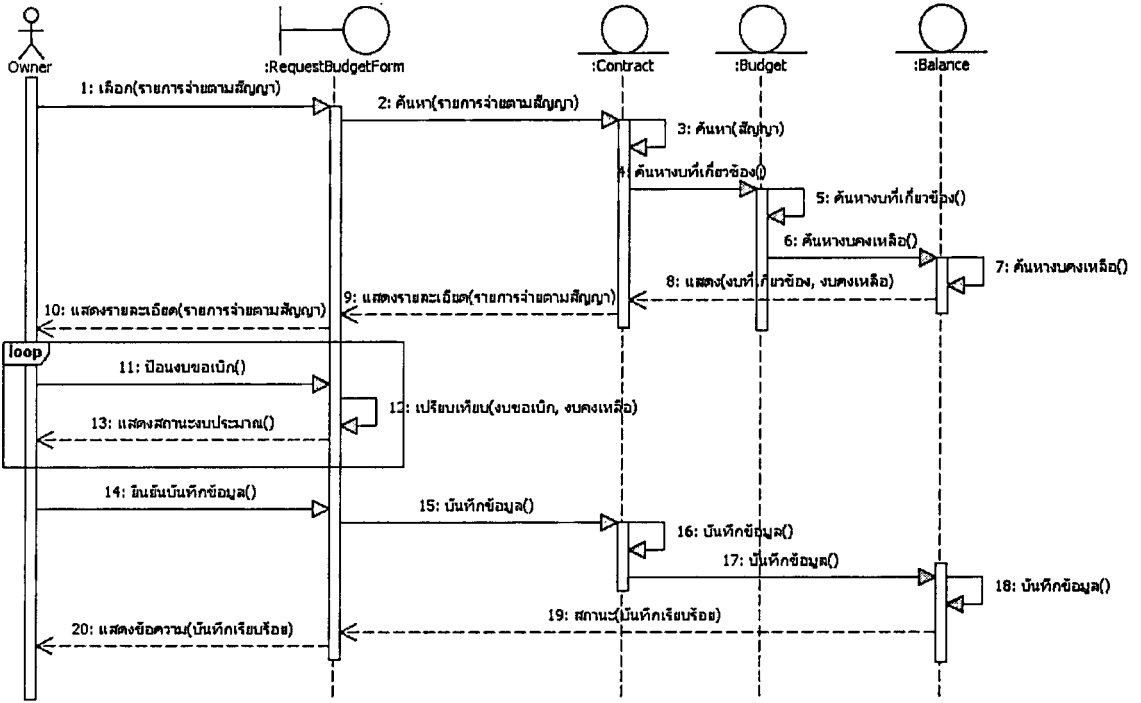 Owner
:RequestBudgetForm
:Contract
:Budget
:Balance
1: เลือก(รายการจ่ายตามสัญญา)
2: ค้นหา(รายการจ่ายตามสัญญา)
3: ค้นหา(สัญญา)
4: ค้นหางบที่เกี่ยวข้อง()
5: ค้นหางบที่เกี่ยวข้อง()
6: ค้นหางบคงเหลือ()
7: ค้นหางบคงเหลือ()
8: แสดง(งบที่เกี่ยวข้อง, งบคงเหลือ)
9: แสดงรายละเอียด(รายการจ่ายตามสัญญา)
10: แสดงรายละเอียด(รายการจ่ายตามสัญญา)
loop
11: ป้อนงบขอเบิก()
12: เปรียบเทียบ(งบขอเบิก, งบคงเหลือ)
13: แสดงสถานะงบประมาณ()
14: ยืนยันบันทึกข้อมูล()
15: บันทึกข้อมูล()
16: บันทึกข้อมูล()
17: บันทึกข้อมูล()
18: บันทึกข้อมูล()
19: สถานะ(บันทึกเรียบร้อย)
20: แสดงข้อความ(บันทึกเรียบร้อย)